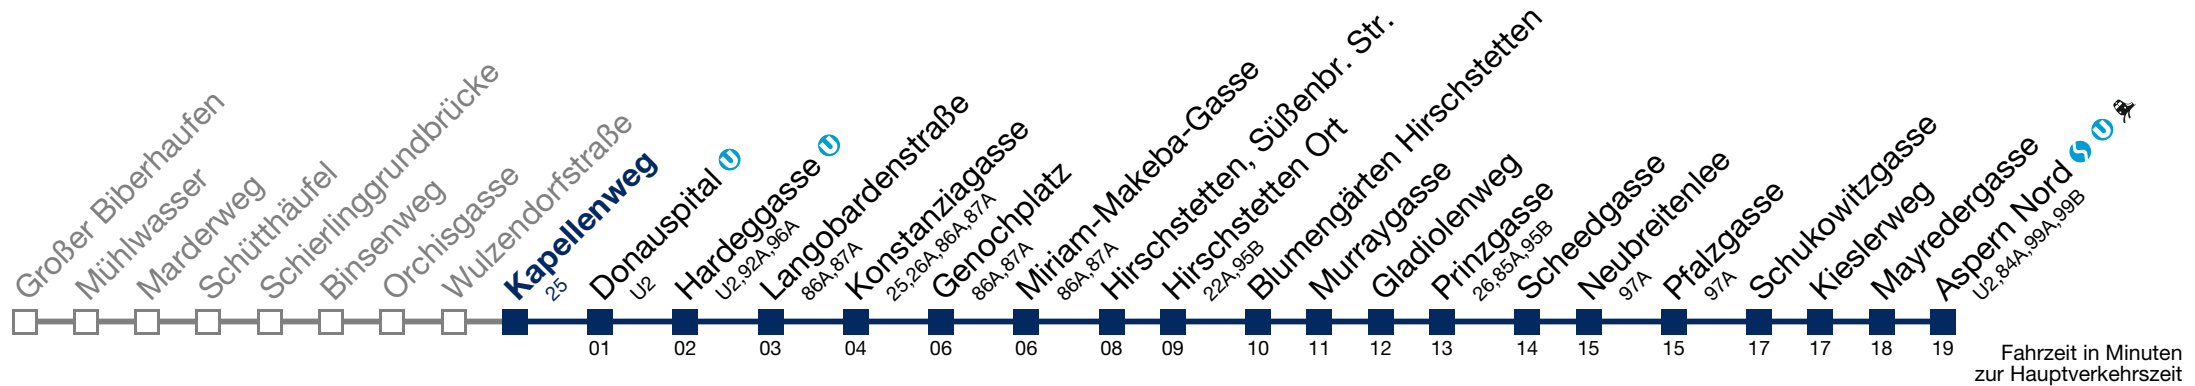 Großer Biberhaufen
Mühlwasser
Marderweg
Schütthäufel
Schierlinggrundbrücke
Binsenweg
Orchisgasse
Wulzendorfstraße
Kapellenweg
25
Donauspital
U2
Hardeggasse
U2,92A,96A
Langobardenstraße
86A,87A
Konstanziagasse
25,26A,86A,87A
Genochplatz
86A,87A
Miriam-Makeba-Gasse
86A,87A
Hirschstetten, Süßenbr. Str.
Hirschstetten Ort
22A,95B
Blumengärten Hirschstetten
Murraygasse
Gladiolenweg
Prinzgasse
26,85A,95B
Scheedgasse
Neubreitenlee
97A
Pfalzgasse
97A
Schukowitzgasse
Kieslerweg
Mayredergasse
Aspern Nord
U2,84A,99A,99B
01 02 03 04 06 06 08 09 10 11 12 13 14 15 15 17 17 18 19
Fahrzeit in Minuten
zur Hauptverkehrszeit